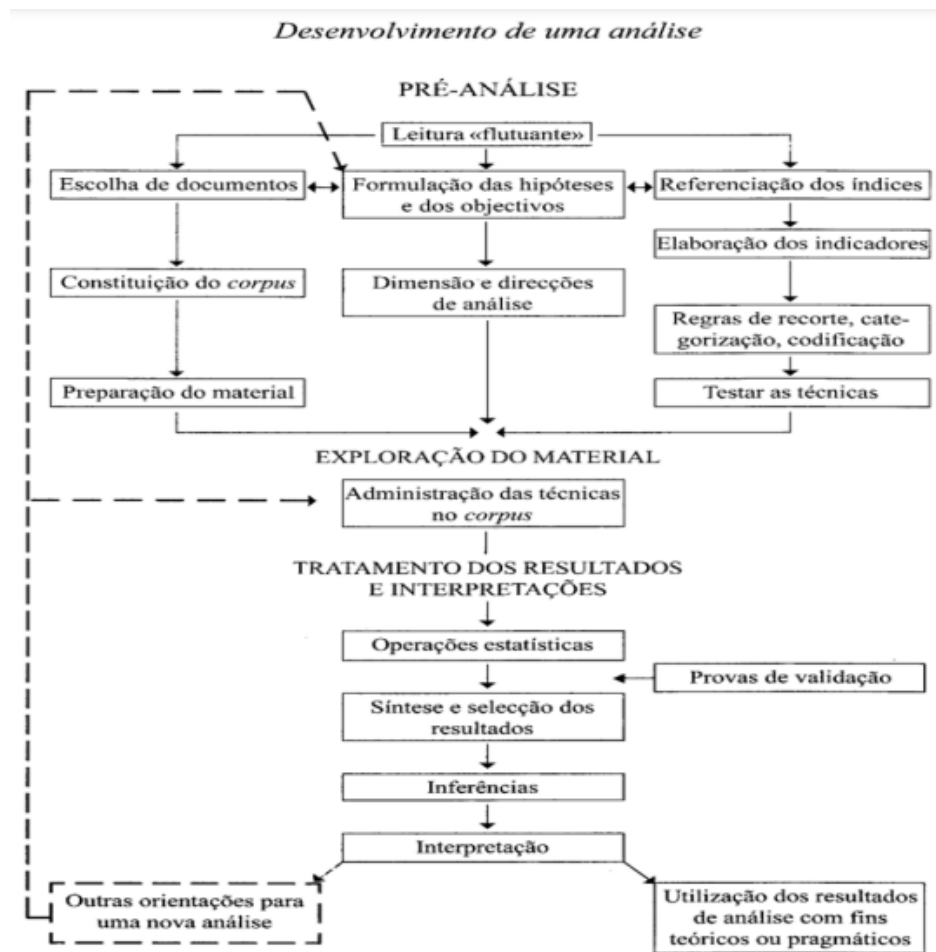 Desenvolvimento de uma análise
PRÉ-ANÁLISE
Leitura «flutuante»
Escolha de documentos
Formulação das hipóteses
e dos objectivos
Referenciação dos índices
Elaboração dos indicadores
Constituição do corpus
Dimensão e direcções
de análise
Regras de recorte, cate-
gorização, codificação
Preparação do material
Testar as técnicas
EXPLORAÇÃO DO MATERIAL
Administração das técnicas
no corpus
TRATAMENTO DOS RESULTADOS
E INTERPRETAÇÕES
Operações estatísticas
Provas de validação
Síntese e selecção dos
resultados
Inferências
Interpretação
Outras orientações para
uma nova análise
Utilização dos resultados
de análise com fins
teóricos ou pragmáticos